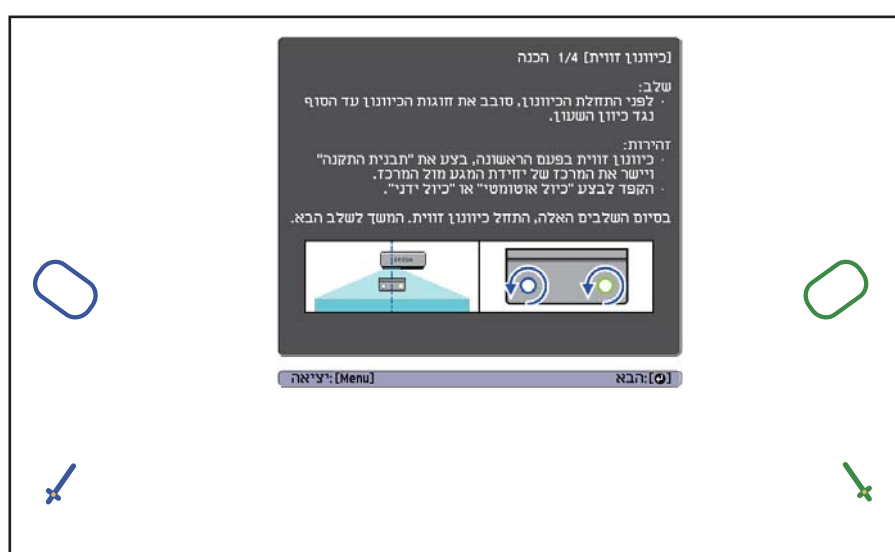 [כיוונון זווית] 1/4 הכנה
שלב:
· לפני התחלת הכיוונון, סובב את חוגות הכיוונון עד הסוף
נגד כיוון השעון.
זהירות:
· כיוונון זווית בפעם הראשונה, בצע את "תבנית התקנה"
ויישר את המרכז של יחידת המגע מול המרכז.
· הקפד לבצע "כיול אוטומטי" או "כיול ידני".
בסיום השלבים האלה, התחל כיוונון זווית. המשך לשלב הבא.
EPSON
[⏎]:הבא
[Menu]:יציאה